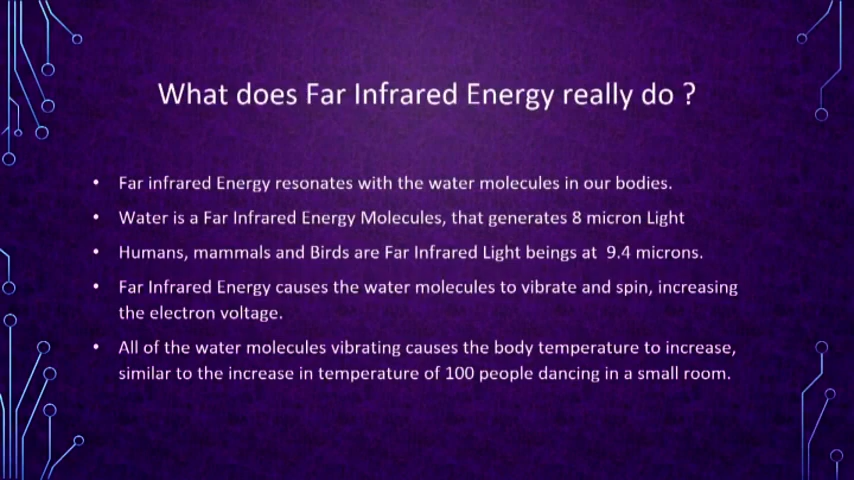 What does Far Infrared Energy really do ?
• Far infrared Energy resonates with the water molecules in our bodies.
• Water is a Far Infrared Energy Molecules, that generates 8 micron Light
• Humans, mammals and Birds are Far Infrared Light beings at  9.4 microns.
• Far Infrared Energy causes the water molecules to vibrate and spin, increasing
the electron voltage.
• All of the water molecules vibrating causes the body temperature to increase,
similar to the increase in temperature of 100 people dancing in a small room.